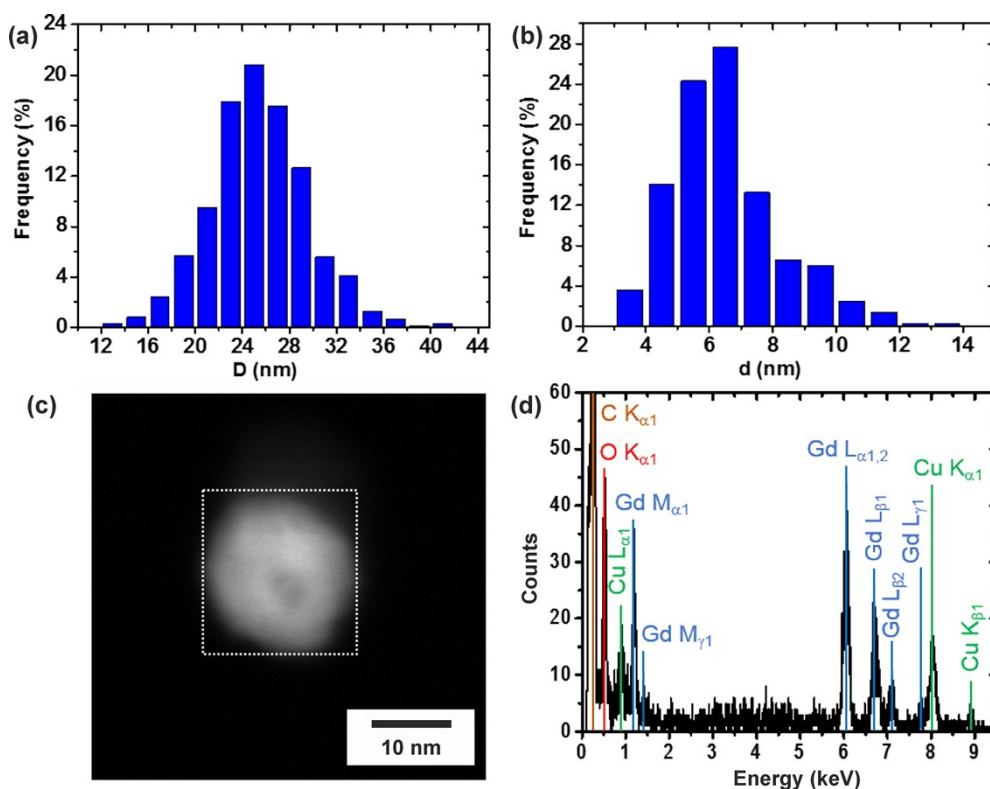 (a)
24
20
16
12
8
4
0
Frequency (%)
12 16 20 24 28 32 36 40 44
D (nm)
(b)
28
24
20
16
12
8
4
0
Frequency (%)
2 4 6 8 10 12 14
d (nm)
(c)
10 nm
(d)
60
50
40
30
20
10
0
Counts
C Kα1
O Kα1
Cu Lα1
Gd Mα1
Gd Mγ1
Gd Lα1,2
Gd Lβ1
Gd Lβ2
Gd Lγ1
Cu Kα1
Cu Kβ1
0 1 2 3 4 5 6 7 8 9
Energy (keV)